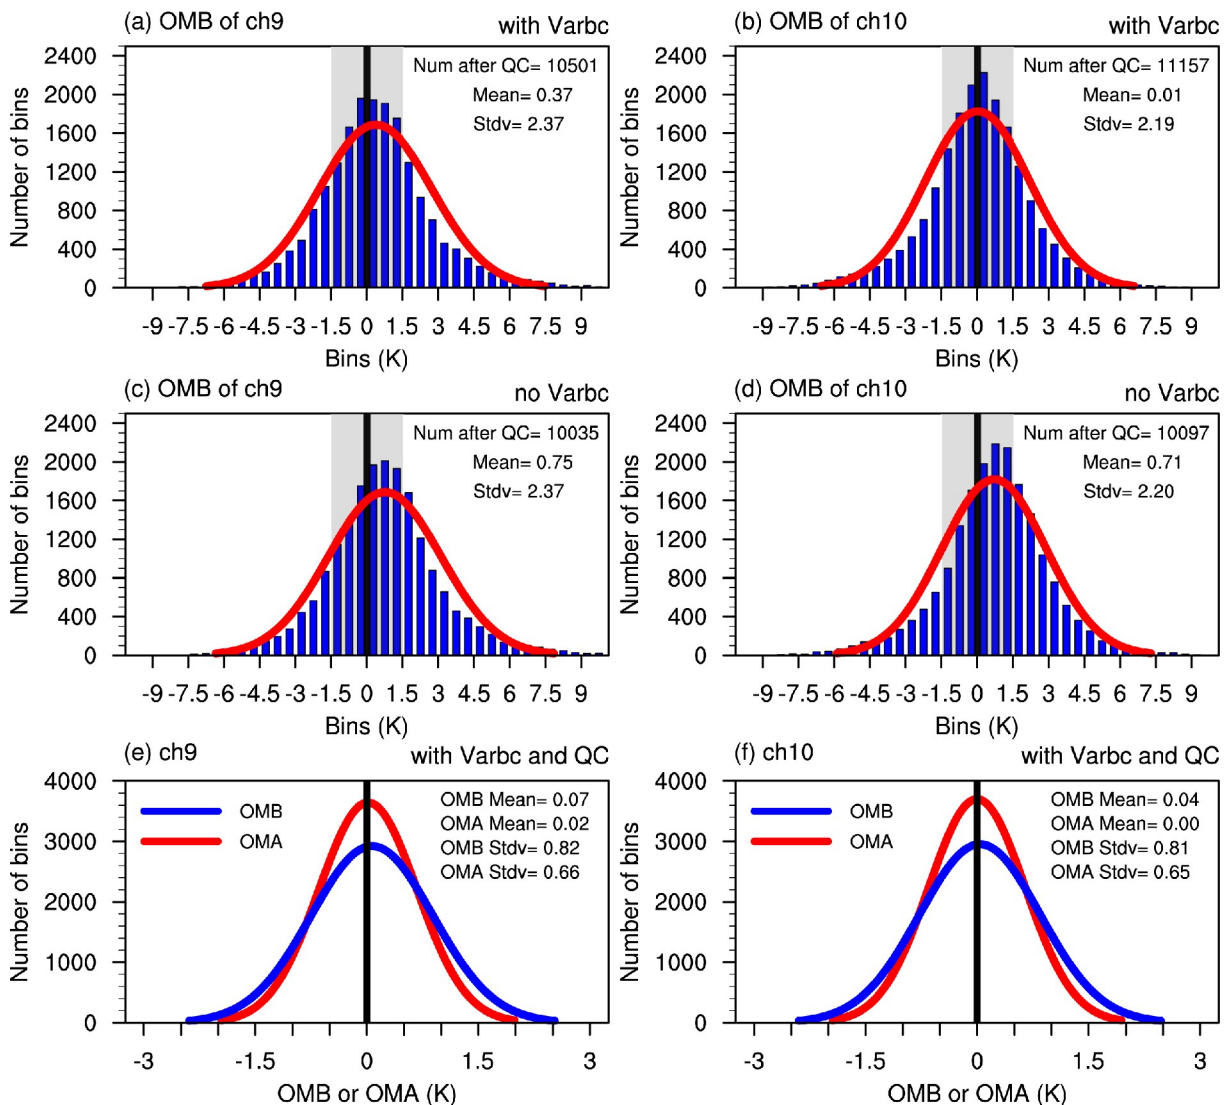 (a) OMB of ch9 with Varbc
Num after QC= 10501
Mean= 0.37
Stdv= 2.37
Number of bins
2400
2000
1600
1200
800
400
0
-9 -7.5 -6 -4.5 -3 -1.5 0 1.5 3 4.5 6 7.5 9
Bins (K)
(b) OMB of ch10 with Varbc
Num after QC= 11157
Mean= 0.01
Stdv= 2.19
Number of bins
2400
2000
1600
1200
800
400
0
-9 -7.5 -6 -4.5 -3 -1.5 0 1.5 3 4.5 6 7.5 9
Bins (K)
(c) OMB of ch9 no Varbc
Num after QC= 10035
Mean= 0.75
Stdv= 2.37
Number of bins
2400
2000
1600
1200
800
400
0
-9 -7.5 -6 -4.5 -3 -1.5 0 1.5 3 4.5 6 7.5 9
Bins (K)
(d) OMB of ch10 no Varbc
Num after QC= 10097
Mean= 0.71
Stdv= 2.20
Number of bins
2400
2000
1600
1200
800
400
0
-9 -7.5 -6 -4.5 -3 -1.5 0 1.5 3 4.5 6 7.5 9
Bins (K)
(e) ch9 with Varbc and QC
OMB
OMA
OMB Mean= 0.07
OMA Mean= 0.02
OMB Stdv= 0.82
OMA Stdv= 0.66
Number of bins
4000
3000
2000
1000
0
-3 -1.5 0 1.5 3
OMB or OMA (K)
(f) ch10 with Varbc and QC
OMB
OMA
OMB Mean= 0.04
OMA Mean= 0.00
OMB Stdv= 0.81
OMA Stdv= 0.65
Number of bins
4000
3000
2000
1000
0
-3 -1.5 0 1.5 3
OMB or OMA (K)